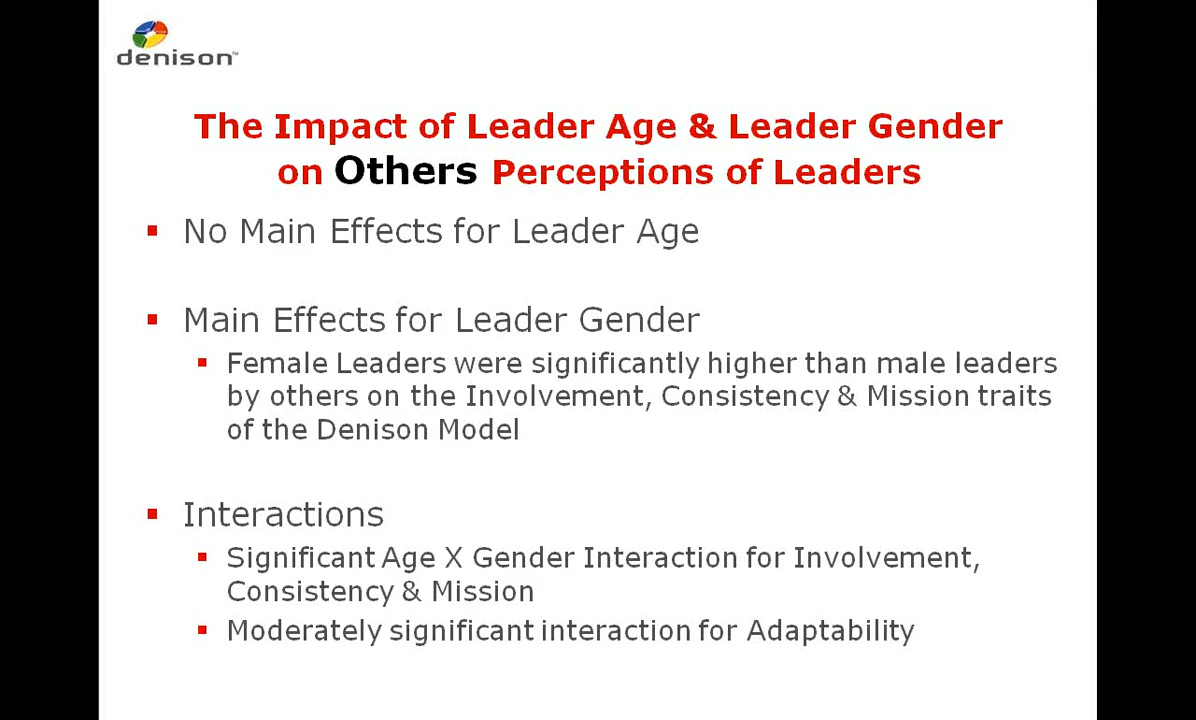 denison™
The Impact of Leader Age & Leader Gender
on Others Perceptions of Leaders
▪ No Main Effects for Leader Age
▪ Main Effects for Leader Gender
▪ Female Leaders were significantly higher than male leaders
by others on the Involvement, Consistency & Mission traits
of the Denison Model
▪ Interactions
▪ Significant Age X Gender Interaction for Involvement,
Consistency & Mission
▪ Moderately significant interaction for Adaptability